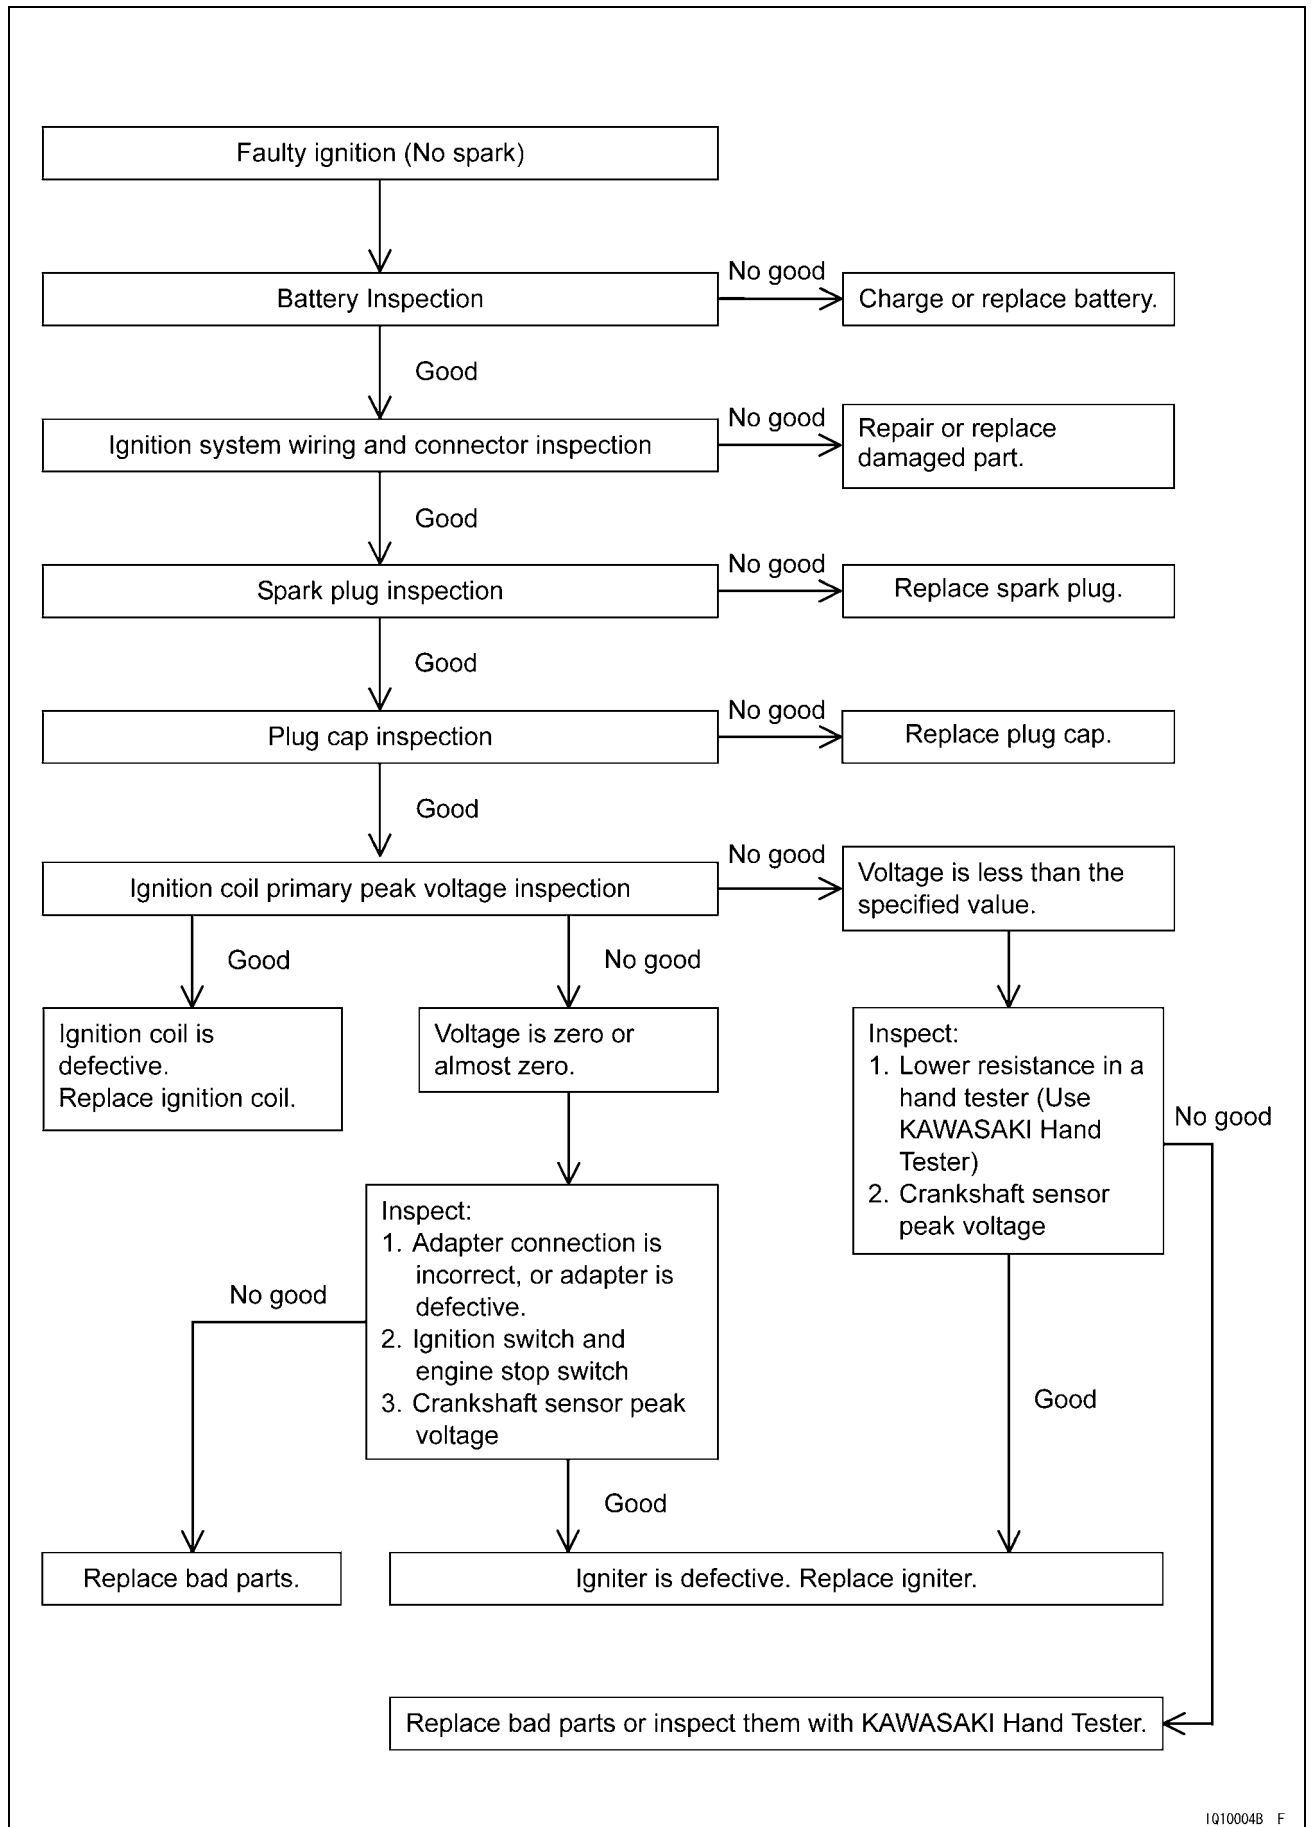 Faulty ignition (No spark)
No good
Battery Inspection
Charge or replace battery.
Good
No good
Ignition system wiring and connector inspection
Repair or replace
damaged part.
Good
No good
Spark plug inspection
Replace spark plug.
Good
No good
Plug cap inspection
Replace plug cap.
Good
No good
Ignition coil primary peak voltage inspection
Voltage is less than the
specified value.
Good
No good
Ignition coil is
defective.
Replace ignition coil.
Voltage is zero or
almost zero.
Inspect:
1. Lower resistance in a
hand tester (Use
KAWASAKI Hand
Tester)
2. Crankshaft sensor
peak voltage
No good
Inspect:
1. Adapter connection is
incorrect, or adapter is
defective.
2. Ignition switch and
engine stop switch
3. Crankshaft sensor peak
voltage
No good
Good
Good
Replace bad parts.
Igniter is defective. Replace igniter.
Replace bad parts or inspect them with KAWASAKI Hand Tester.
IQ10004B F